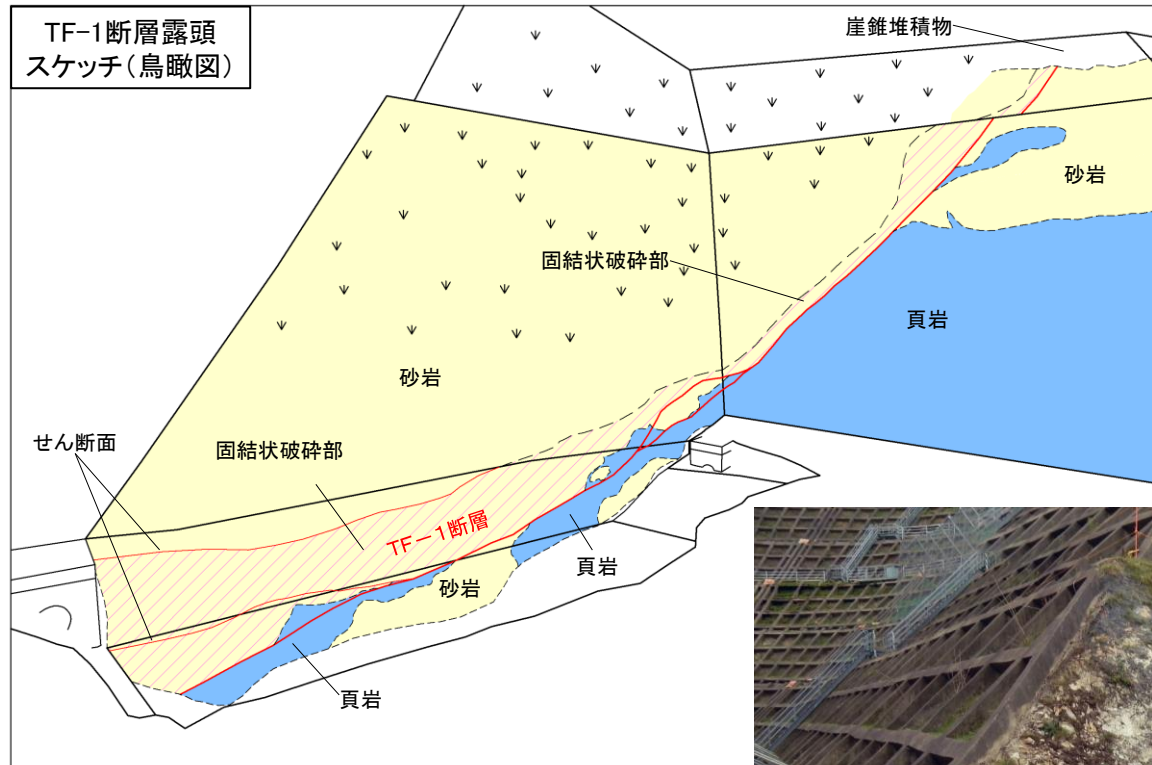 TF-1断層露頭
スケッチ(鳥瞰図)
崖錐堆積物
砂岩
固結状破砕部
頁岩
砂岩
せん断面
固結状破砕部
TF-1断層
頁岩
砂岩
頁岩